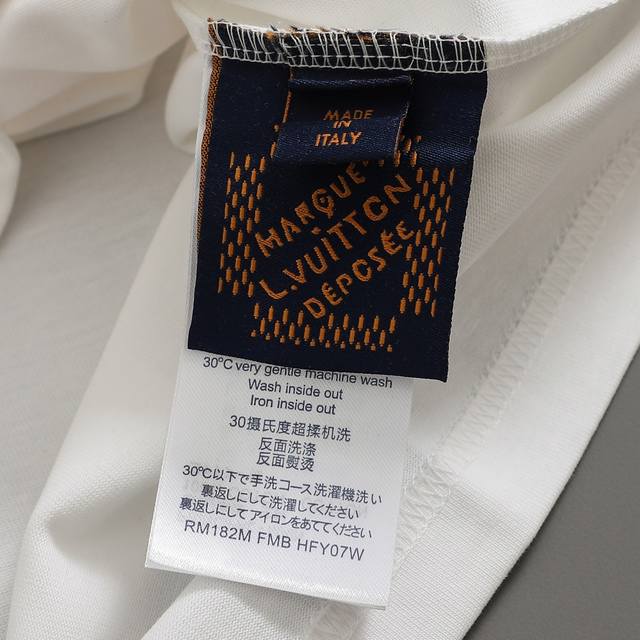 MADE
IN
ITALY
MARQUE
L.VUITTON
DÉPOSÉE
30°C very gentle machine wash
Wash inside out
Iron inside out
30摄氏度超揉机洗
反面洗涤
反面熨烫
30℃以下で手洗コース洗濯機洗い
裏返しにして洗濯してください
裏返しにしてアイロンをあててください
RM182M FMB HFY07W